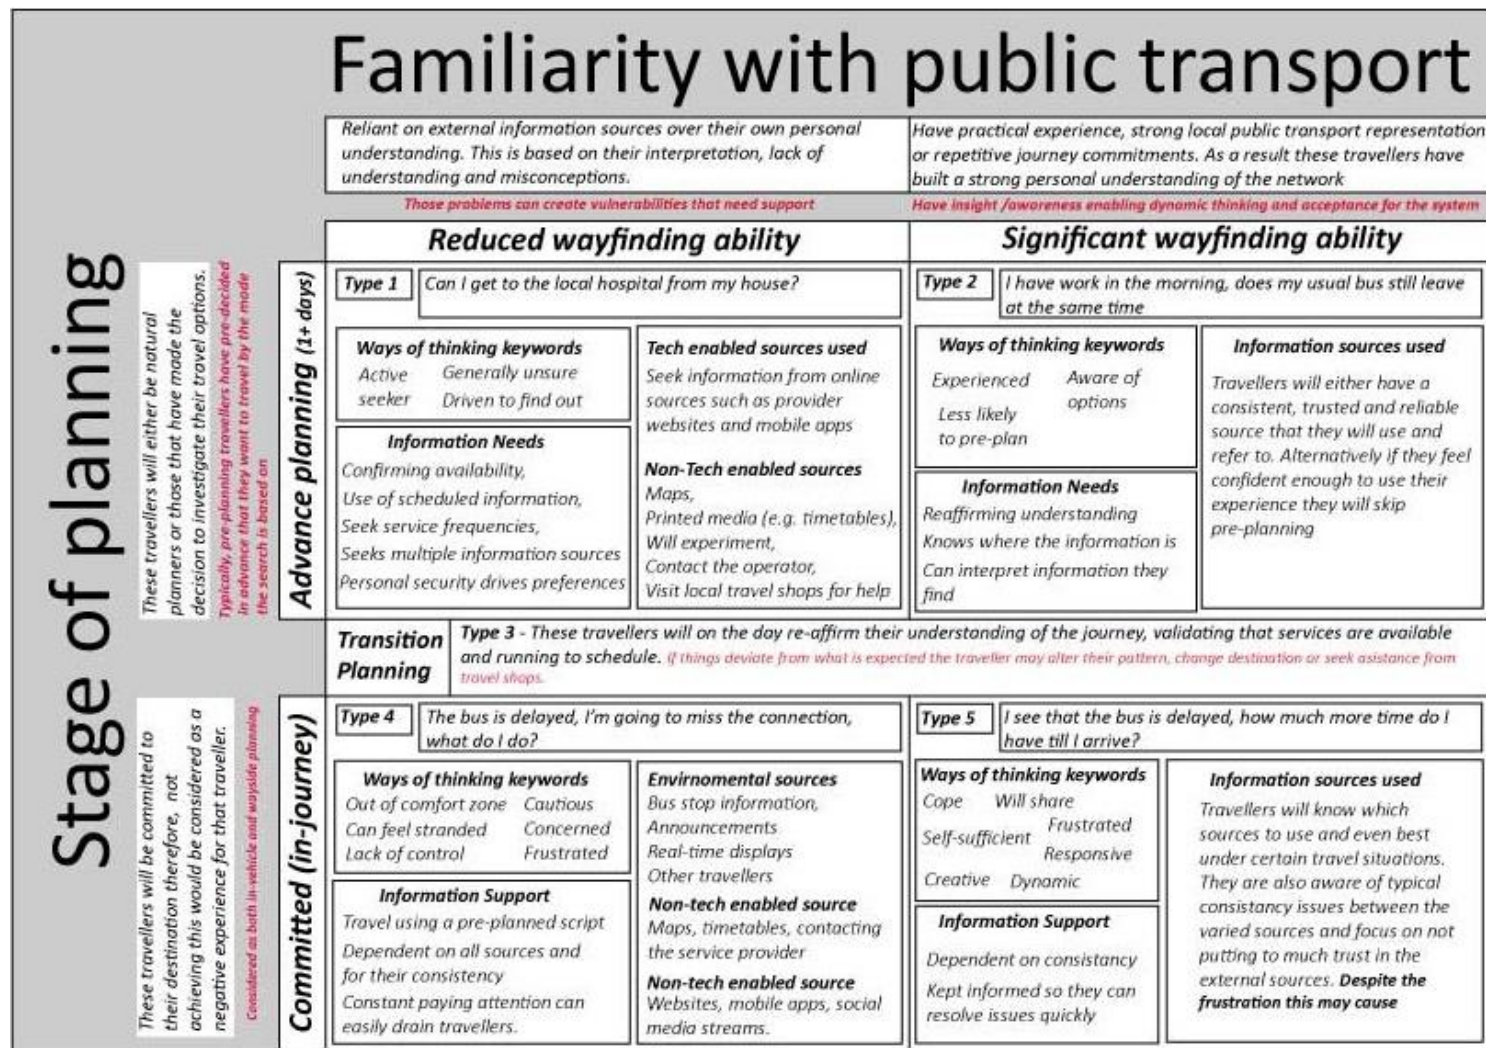 Familiarity with public transport
Reliant on external information sources over their own personal
understanding. This is based on their interpretation, lack of
understanding and misconceptions.
Have practical experience, strong local public transport representation
or repetitive journey commitments. As a result these travellers have
built a strong personal understanding of the network
Those problems can create vulnerabilities that need support
Have insight /awareness enabling dynamic thinking and acceptance for the system
Reduced wayfinding ability
Significant wayfinding ability
Stage of planning
These travellers will either be natural
planners or those that have made the
decision to investigate their travel options.
Typically, pre-planning travellers have pre-decided
in advance that they want to travel by the mode
the search is based on
Advance planning (1+ days)
Type 1
Can I get to the local hospital from my house?
Ways of thinking keywords
Active
seeker
Generally unsure
Driven to find out
Information Needs
Confirming availability,
Use of scheduled information,
Seek service frequencies,
Seeks multiple information sources
Personal security drives preferences
Tech enabled sources used
Seek information from online
sources such as provider
websites and mobile apps
Non-Tech enabled sources
Maps,
Printed media (e.g. timetables),
Will experiment,
Contact the operator,
Visit local travel shops for help
Type 2
I have work in the morning, does my usual bus still leave
at the same time
Ways of thinking keywords
Experienced
Less likely
to pre-plan
Aware of
options
Information Needs
Reaffirming understanding
Knows where the information is
Can interpret information they
find
Information sources used
Travellers will either have a
consistent, trusted and reliable
source that they will use and
refer to. Alternatively if they feel
confident enough to use their
experience they will skip
pre-planning
Transition
Planning
Type 3 - These travellers will on the day re-affirm their understanding of the journey, validating that services are available
and running to schedule. If things deviate from what is expected the traveller may alter their pattern, change destination or seek asistance from
travel shops.
These travellers will be committed to
their destination therefore, not
achieving this would be considered as a
negative experience for that traveller.
Considered as both in-vehicle and wayside planning
Committed (in-journey)
Type 4
The bus is delayed, I'm going to miss the connection,
what do I do?
Ways of thinking keywords
Out of comfort zone
Can feel stranded
Lack of control
Cautious
Concerned
Frustrated
Information Support
Travel using a pre-planned script
Dependent on all sources and
for their consistency
Constant paying attention can
easily drain travellers.
Envirnomental sources
Bus stop information,
Announcements
Real-time displays
Other travellers
Non-tech enabled source
Maps, timetables, contacting
the service provider
Non-tech enabled source
Websites, mobile apps, social
media streams.
Type 5
I see that the bus is delayed, how much more time do I
have till I arrive?
Ways of thinking keywords
Cope Will share
Self-sufficient Frustrated
Responsive
Creative Dynamic
Information Support
Dependent on consistancy
Kept informed so they can
resolve issues quickly
Information sources used
Travellers will know which
sources to use and even best
under certain travel situations.
They are also aware of typical
consistancy issues between the
varied sources and focus on not
putting to much trust in the
external sources. Despite the
frustration this may cause